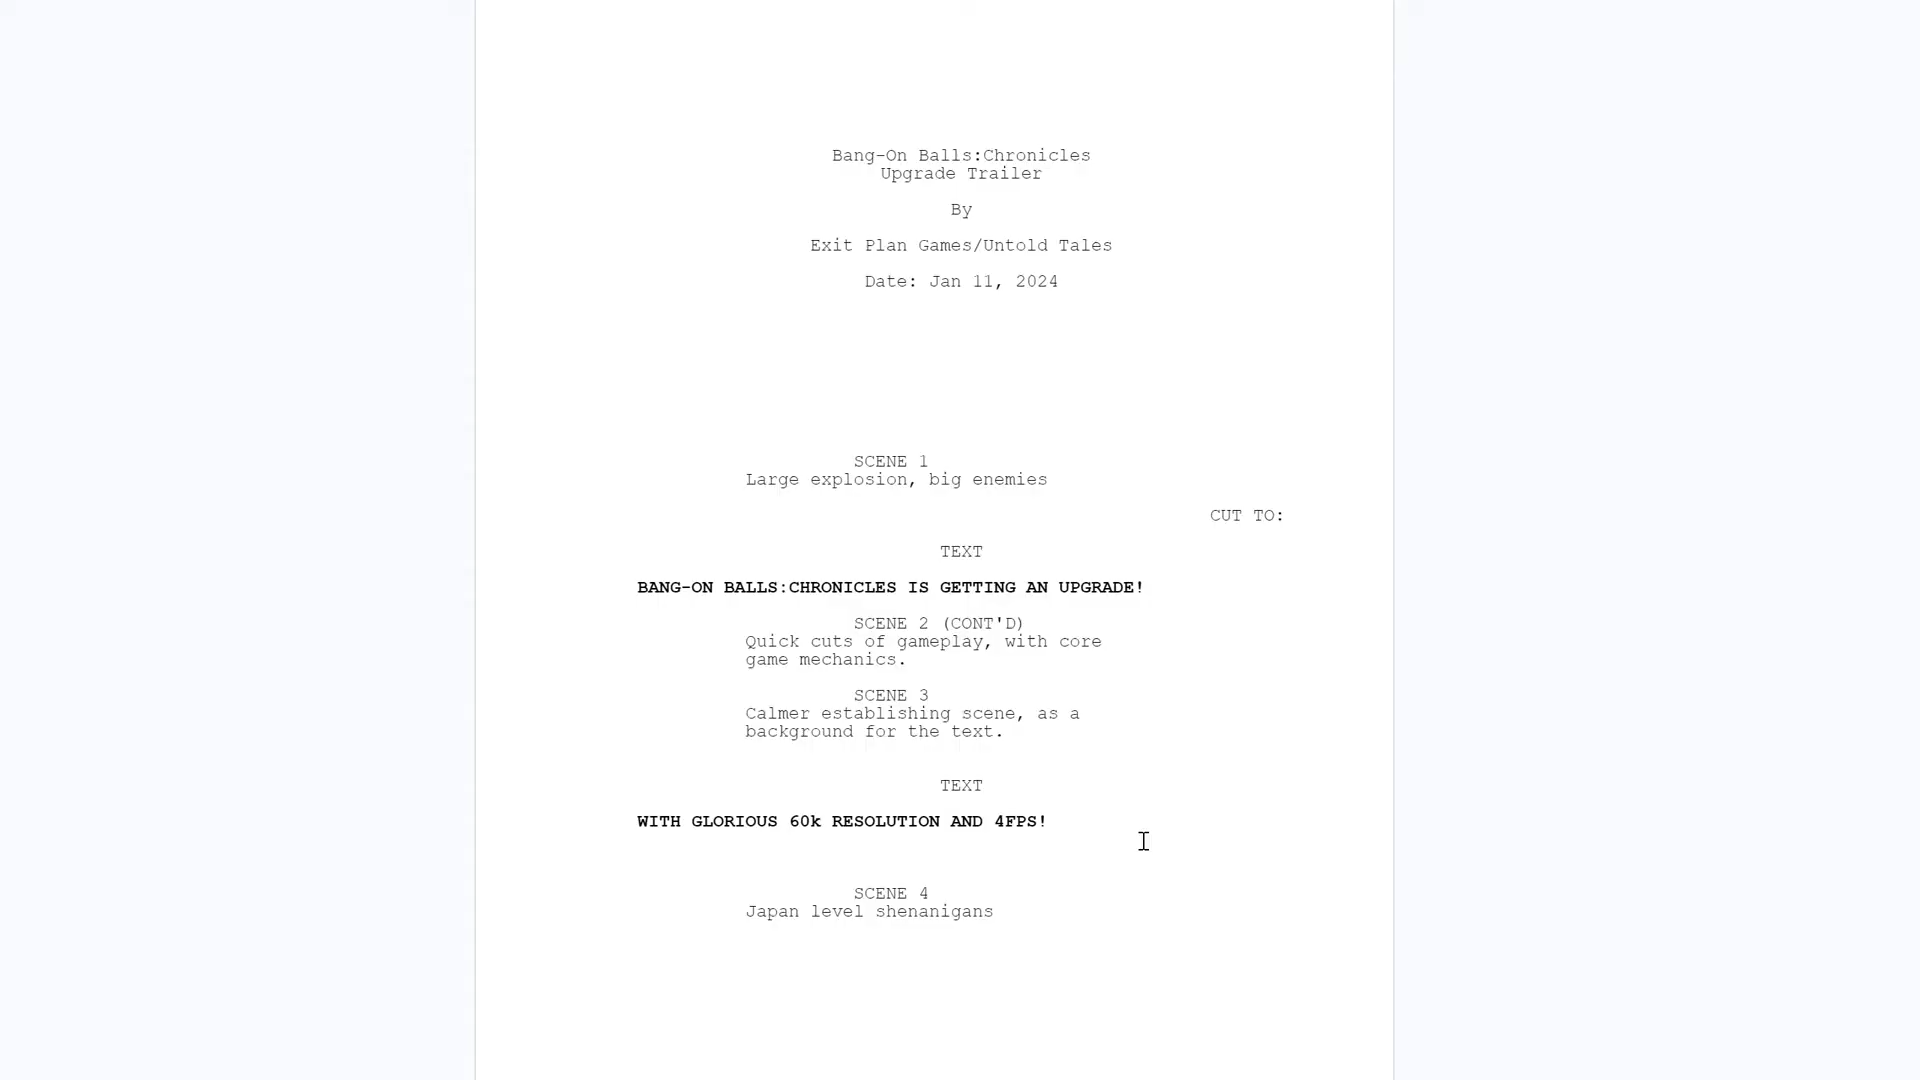 Bang-On Balls:Chronicles
Upgrade Trailer
By
Exit Plan Games/Untold Tales
Date: Jan 11, 2024
SCENE 1
Large explosion, big enemies
CUT TO:
TEXT
BANG-ON BALLS:CHRONICLES IS GETTING AN UPGRADE!
SCENE 2 (CONT'D)
Quick cuts of gameplay, with core
game mechanics.
SCENE 3
Calmer establishing scene, as a
background for the text.
TEXT
WITH GLORIOUS 60k RESOLUTION AND 4FPS!
SCENE 4
Japan level shenanigans